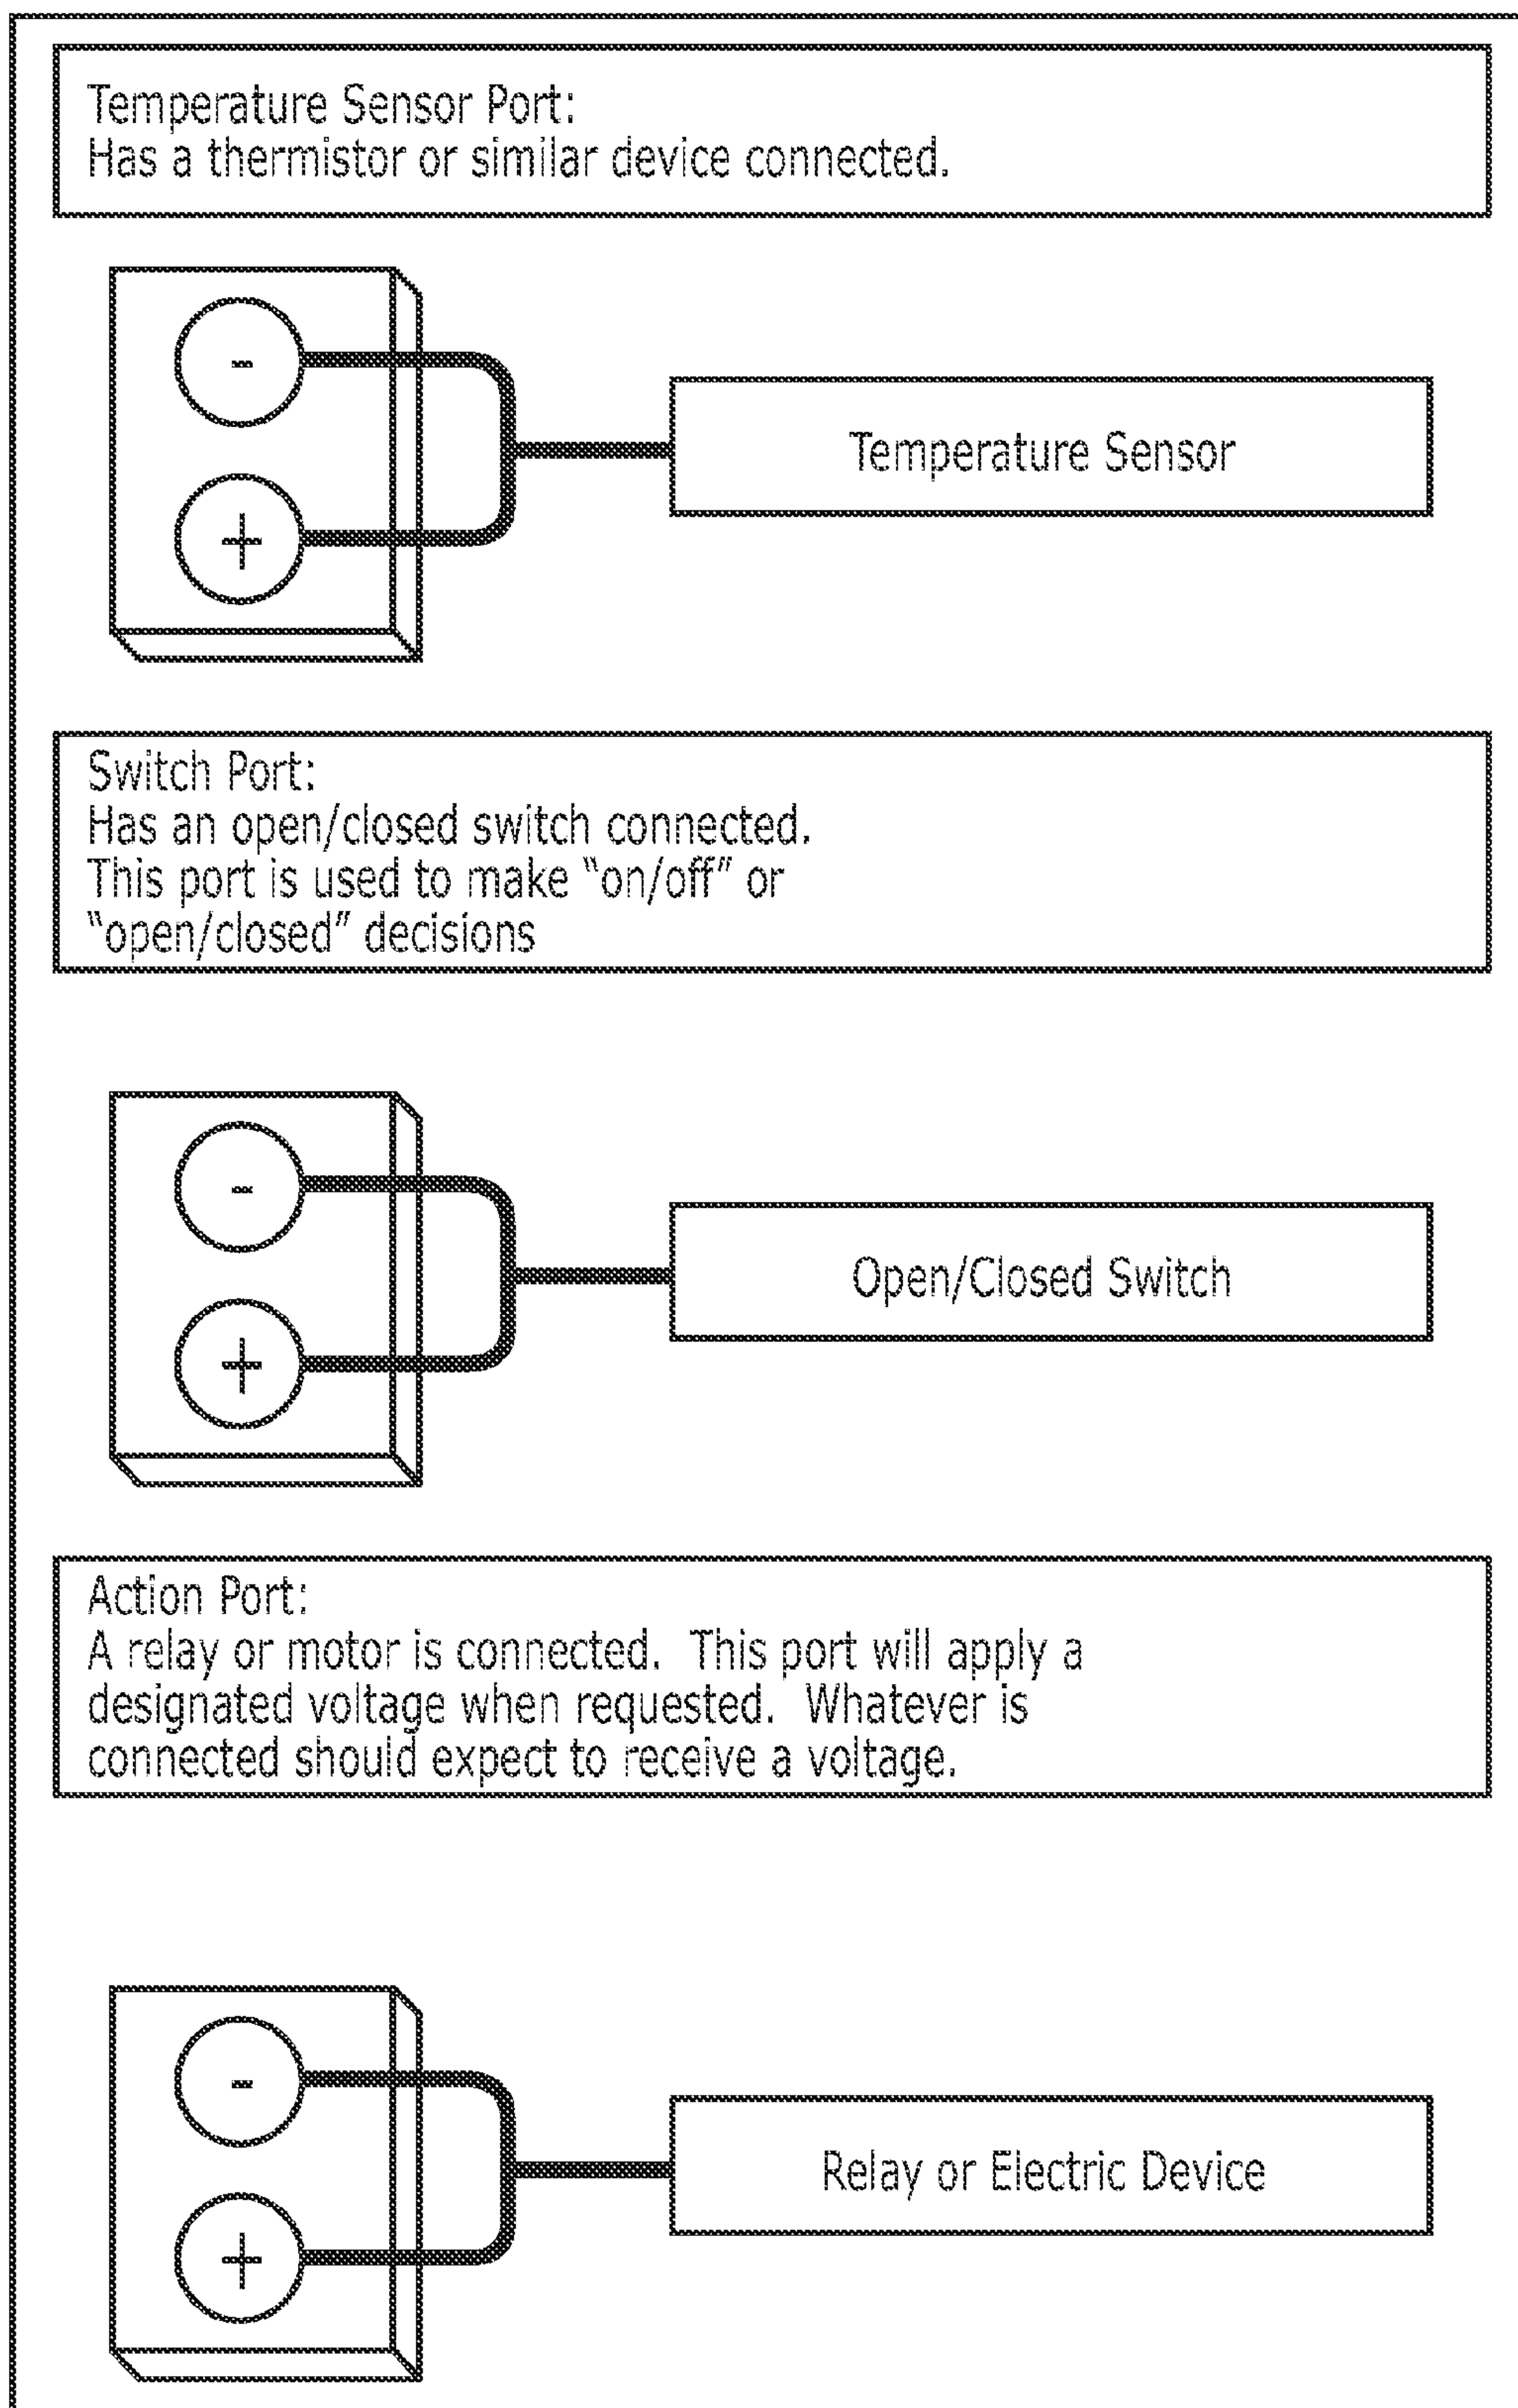 Temperature Sensor Port:
Has a thermistor or similar device connected.
-
Temperature Sensor
+
Switch Port:
Has an open/closed switch connected.
This port is used to make “on/off” or
“open/closed” decisions
-
Open/Closed Switch
+
Action Port:
A relay or motor is connected.  This port will apply a
designated voltage when requested.  Whatever is
connected should expect to receive a voltage.
-
Relay or Electric Device
+